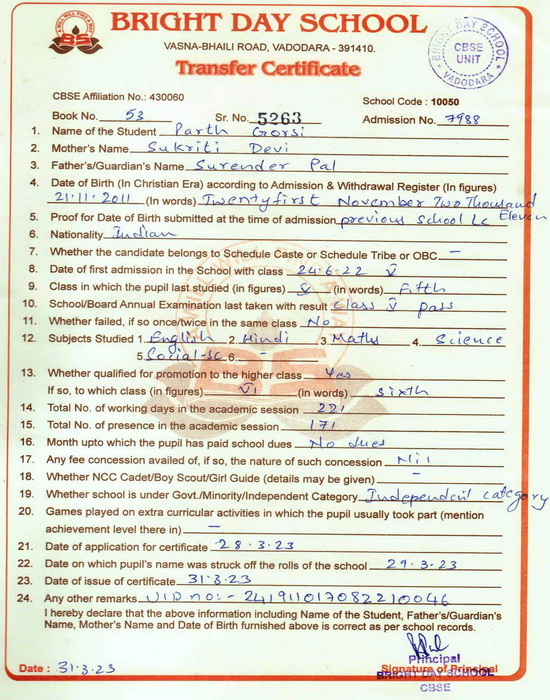 BRIGHT DAY SCHOOL
VASNA-BHAILI ROAD, VADODARA - 391410.
Transfer Certificate
BRIGHT DAY SCHOOL
CBSE
UNIT
VADODARA
CBSE Affiliation No.: 430060
School Code : 10050
Book No. 53 Sr. No. 5263 Admission No. 7988
1. Name of the Student Parth Gorsi
2. Mother's Name Sukriti Devi
3. Father's/Guardian's Name Surender Pal
4. Date of Birth (In Christian Era) according to Admission & Withdrawal Register (In figures)
21.11.2011 (In words) Twentyfirst November Two Thousand Eleven
5. Proof for Date of Birth submitted at the time of admission previous School Lc
6. Nationality Indian
7. Whether the candidate belongs to Schedule Caste or Schedule Tribe or OBC —
8. Date of first admission in the School with class 24.6.22 V
9. Class in which the pupil last studied (in figures) 5 (in words) Fifth
10. School/Board Annual Examination last taken with result class V pass
11. Whether failed, if so once/twice in the same class No
12. Subjects Studied 1. English 2. Hindi 3. Maths 4. Science
5. Social-sc 6. -
13. Whether qualified for promotion to the higher class Yes
If so, to which class (in figures) VI (in words) sixth
14. Total No. of working days in the academic session 221
15. Total No. of presence in the academic session 171
16. Month upto which the pupil has paid school dues No dues
17. Any fee concession availed of, if so, the nature of such concession Nil
18. Whether NCC Cadet/Boy Scout/Girl Guide (details may be given) -
19. Whether school is under Govt./Minority/Independent Category Independent category
20. Games played on extra curricular activities in which the pupil usually took part (mention
achievement level there in) —
21. Date of application for certificate 28.3.23
22. Date on which pupil's name was struck off the rolls of the school 29.3.23
23. Date of issue of certificate 31.3.23
24. Any other remarks UID no:- 241911017082210046
I hereby declare that the above information including Name of the Student, Father's/Guardian's
Name, Mother's Name and Date of Birth furnished above is correct as per school records.
Date : 31.3.23
Principal
Signature of Principal
BRIGHT DAY SCHOOL
CBSE